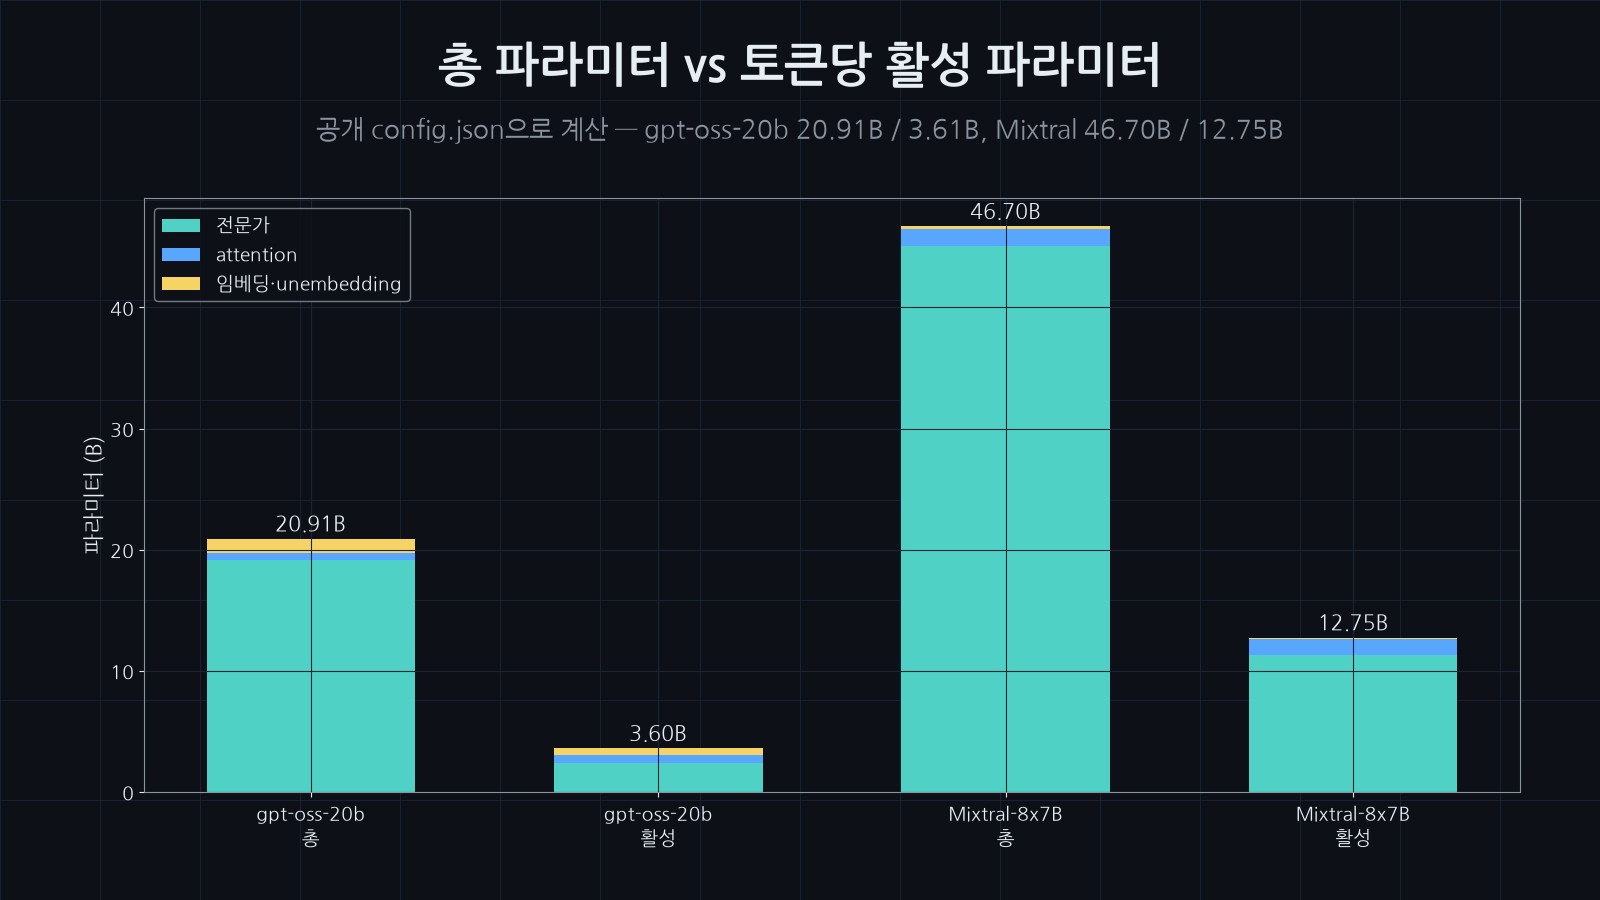 총 파라미터 vs 토큰당 활성 파라미터
공개 config.json으로 계산 — gpt-oss-20b 20.91B / 3.61B, Mixtral 46.70B / 12.75B
전문가
attention
임베딩·unembedding
파라미터 (B)
40
30
20
10
0
20.91B
3.60B
46.70B
12.75B
gpt-oss-20b
총
gpt-oss-20b
활성
Mixtral-8x7B
총
Mixtral-8x7B
활성